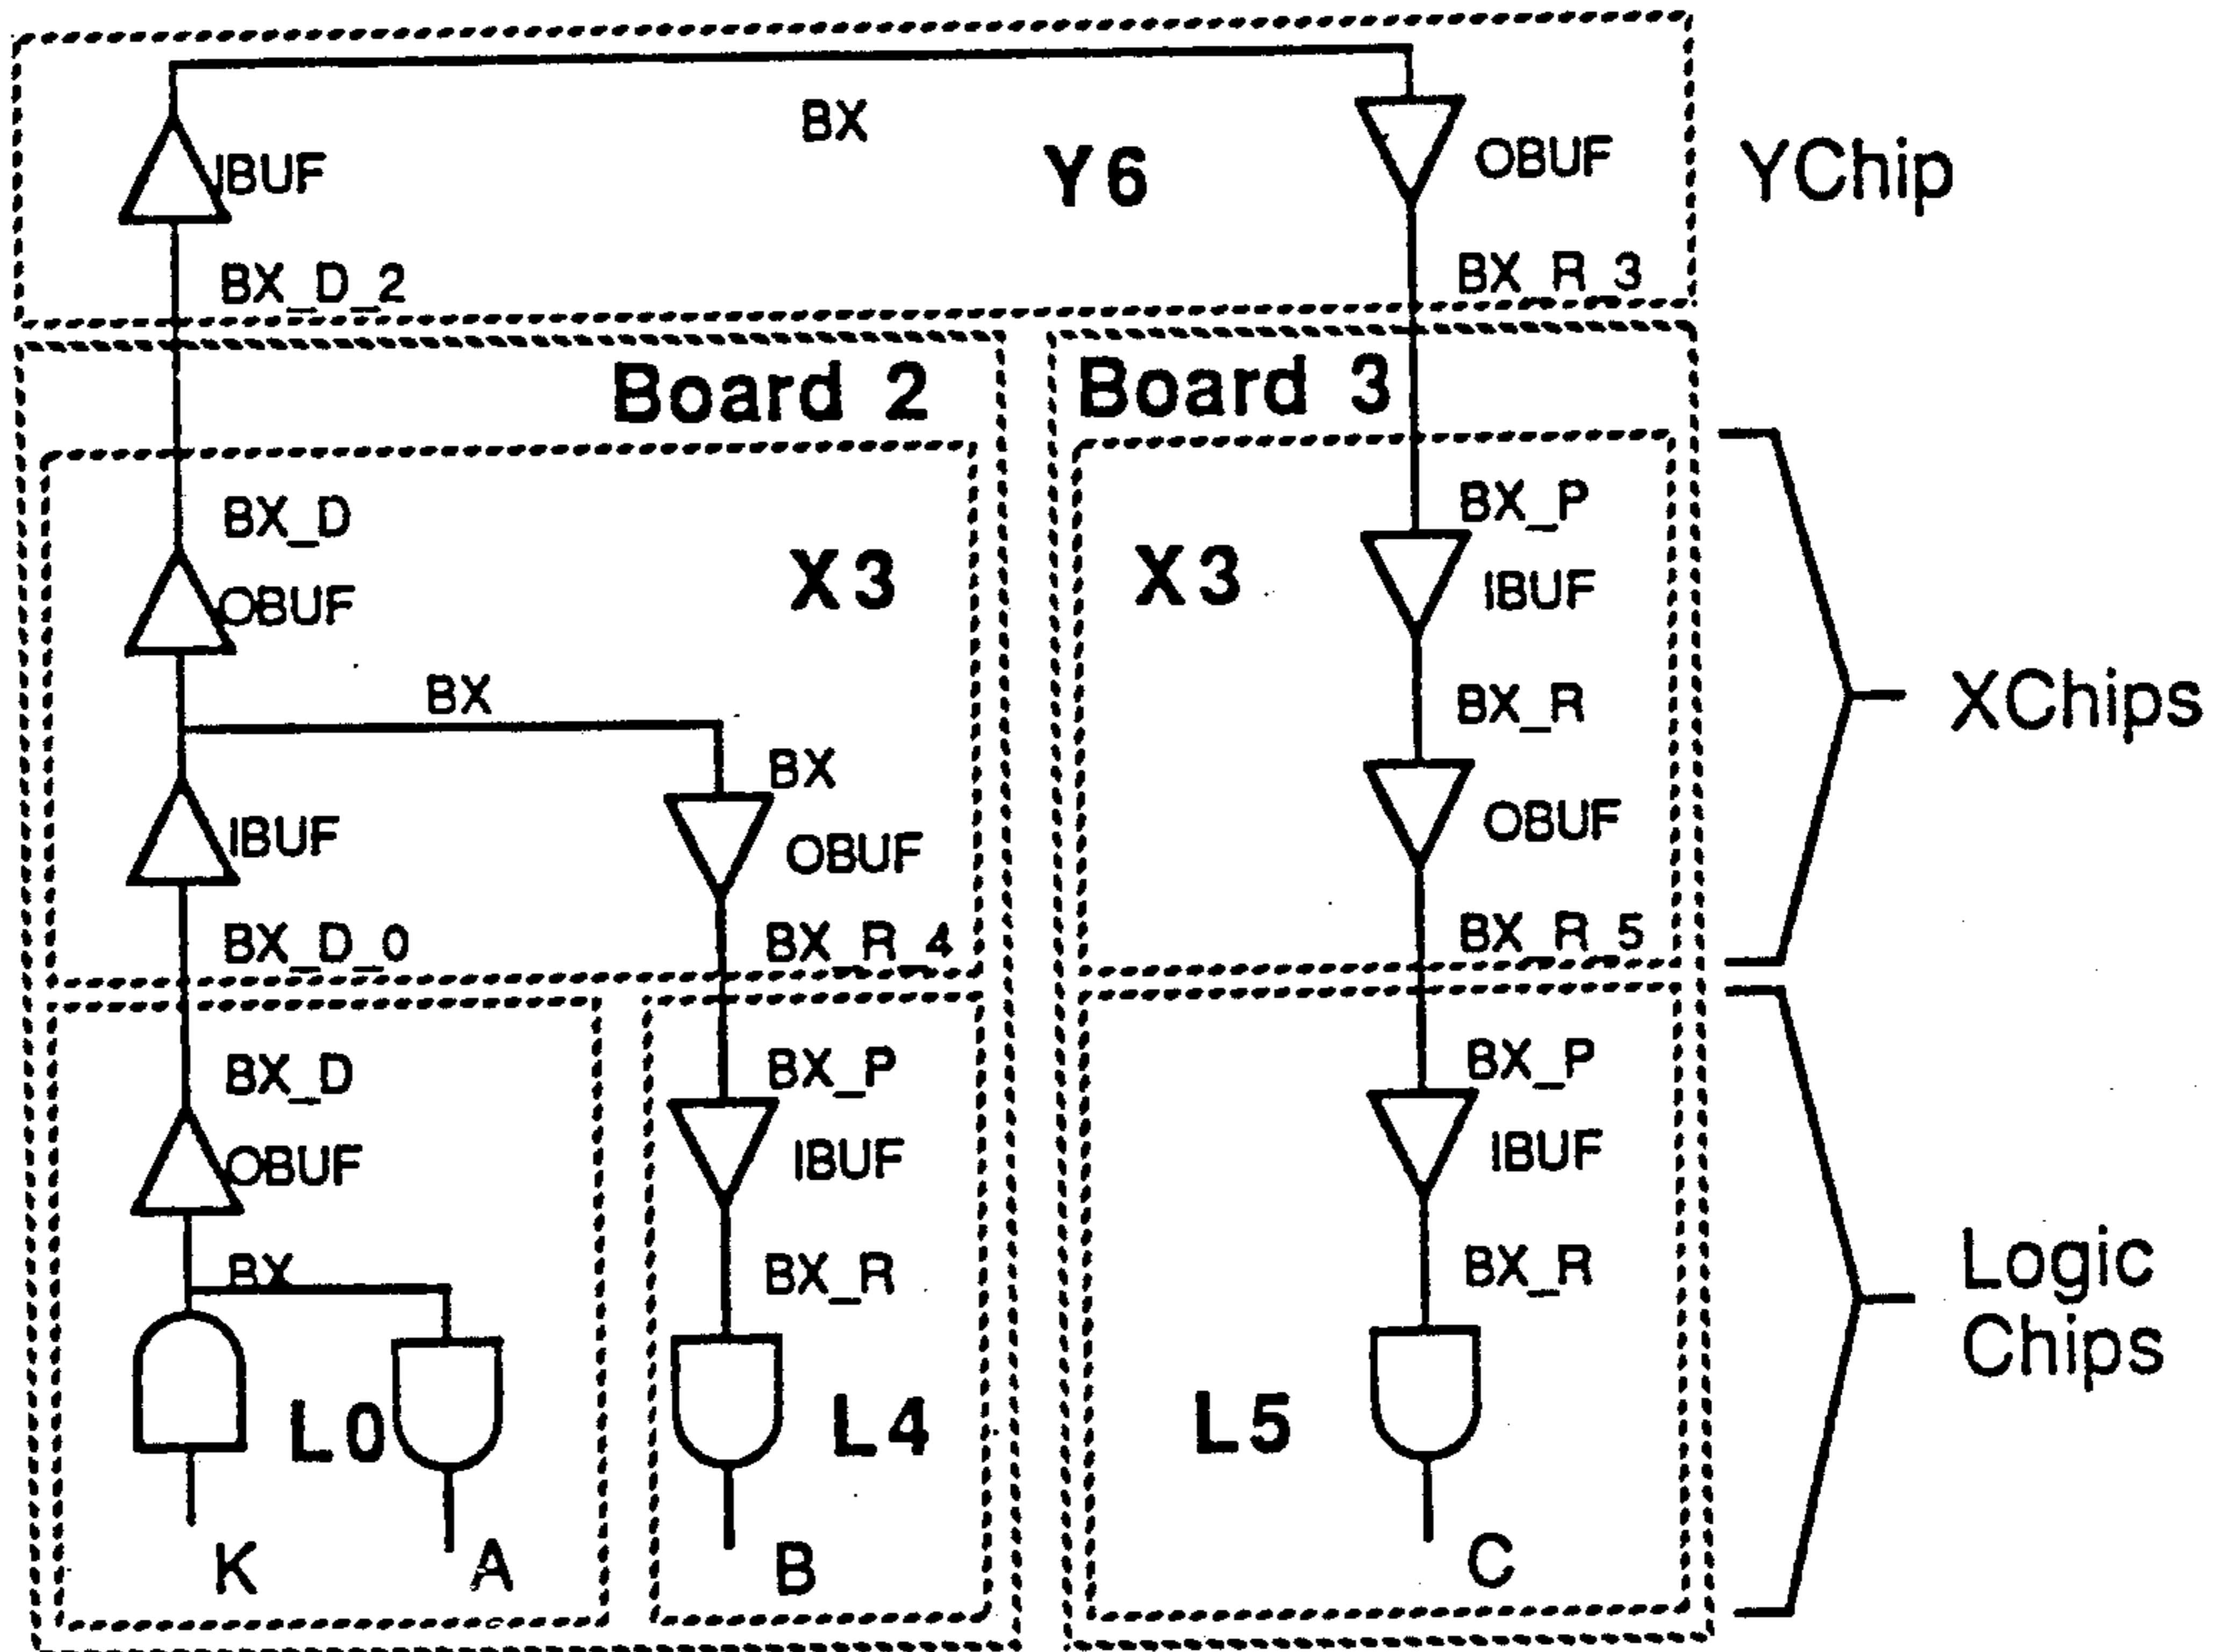 BX
IBUF
Y6
OBUF
YChip
BX_D_2
BX_R_3
Board 2
Board 3
BX_D
X3
X3
BX_P
OBUF
IBUF
BX
BX_R
XChips
BX
IBUF
OBUF
OBUF
BX_D_0
BX_R_4
BX_R_5
BX_D
BX_P
BX_P
OBUF
IBUF
IBUF
BX
BX_R
BX_R
Logic
Chips
L0
L4
L5
K
A
B
C